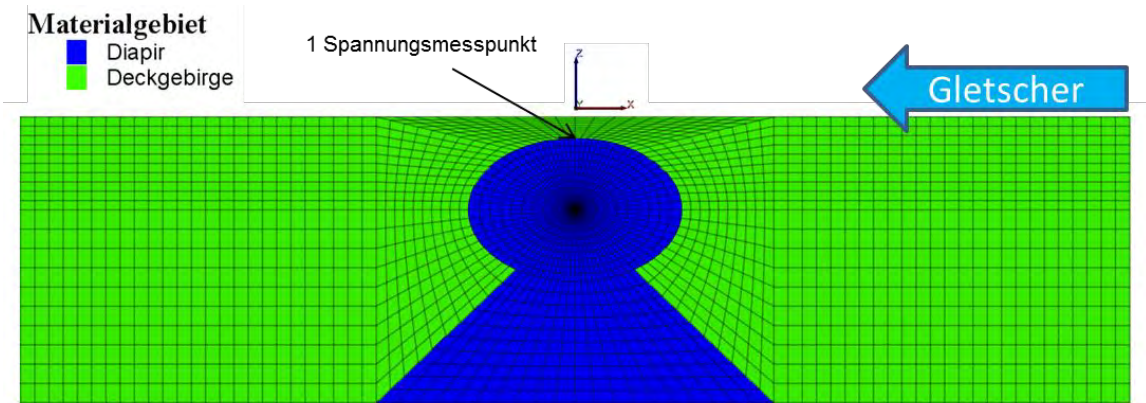 Materialgebiet
Diapir
Deckgebirge
1 Spannungsmesspunkt
Z
Y
X
Gletscher